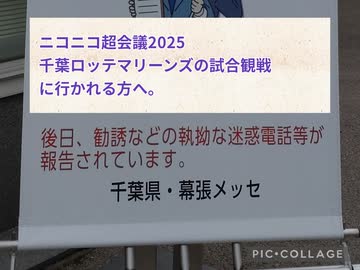 ニコニコ超会議2025
千葉ロッテマリーンズの試合観戦
に行かれる方へ。
後日、勧誘などの執拗な迷惑電話等が
報告されています。
千葉県・幕張メッセ
PIC•COLLAGE